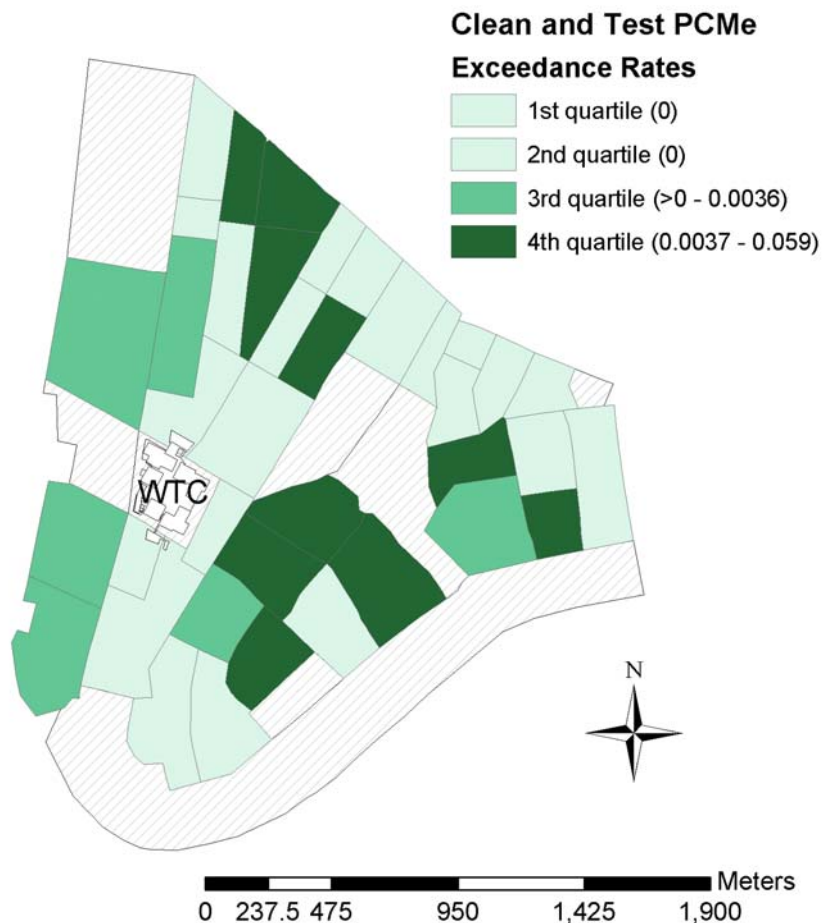 Clean and Test PCMe
Exceedance Rates
1st quartile (0)
2nd quartile (0)
3rd quartile (>0 - 0.0036)
4th quartile (0.0037 - 0.059)
WTC
N
Meters
0 237.5 475 950 1,425 1,900